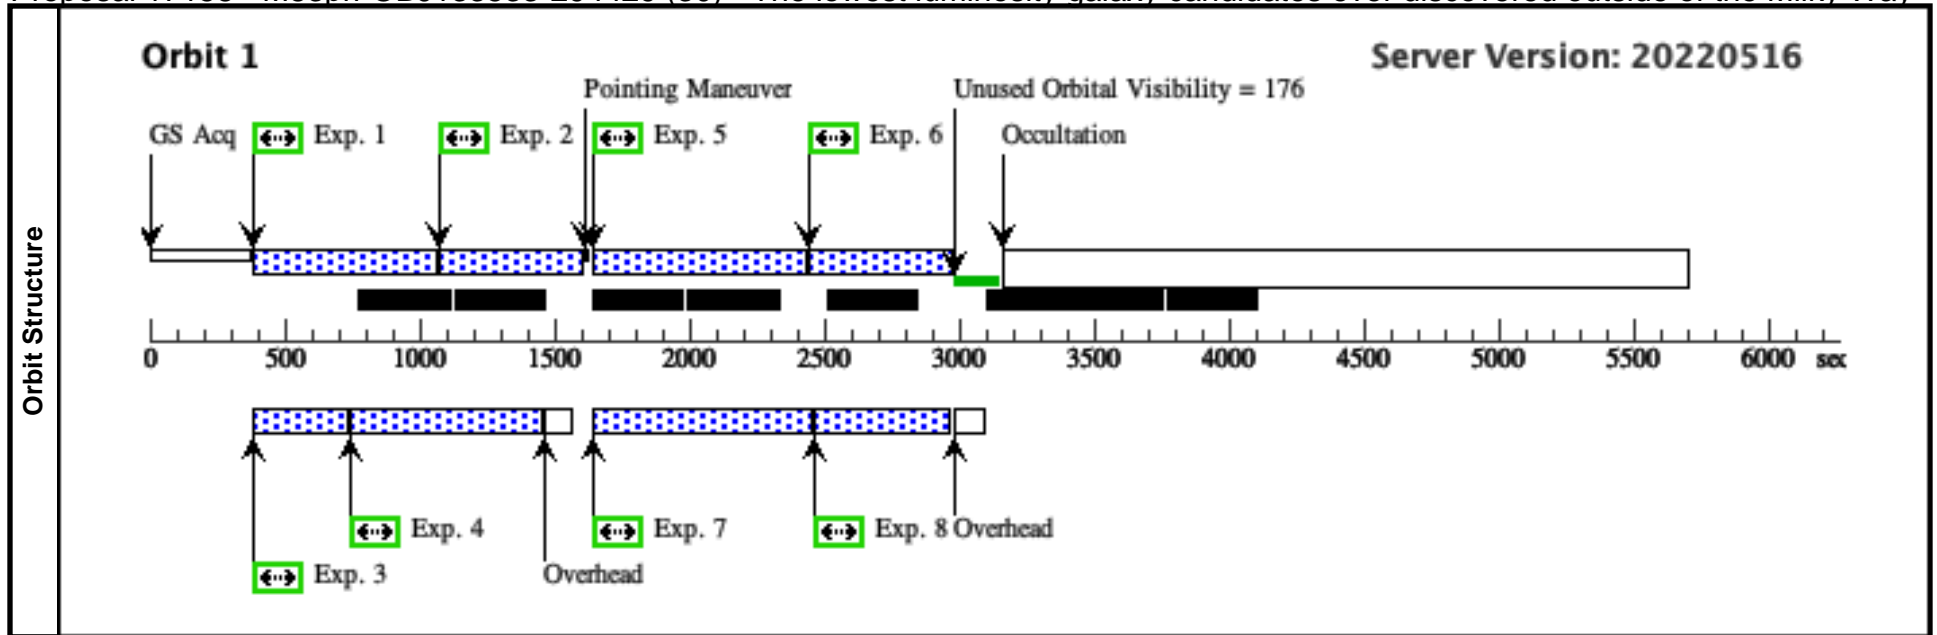 Orbit 1
Server Version: 20220516
Pointing Maneuver
Unused Orbital Visibility = 176
GS Acq
Exp. 1
Exp. 2
Exp. 5
Exp. 6
Occultation
Orbit Structure
0 500 1000 1500 2000 2500 3000 3500 4000 4500 5000 5500 6000 sec
Exp. 4
Exp. 7
Exp. 8
Overhead
Exp. 3
Overhead